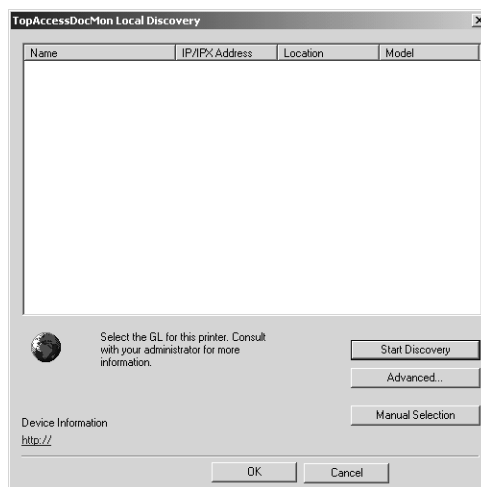 TopAccessDocMon Local Discovery
Name IP/IPX Address Location Model
Select the GL for this printer. Consult
with your administrator for more
information.
Start Discovery
Advanced...
Manual Selection
Device Information
http://
OK Cancel